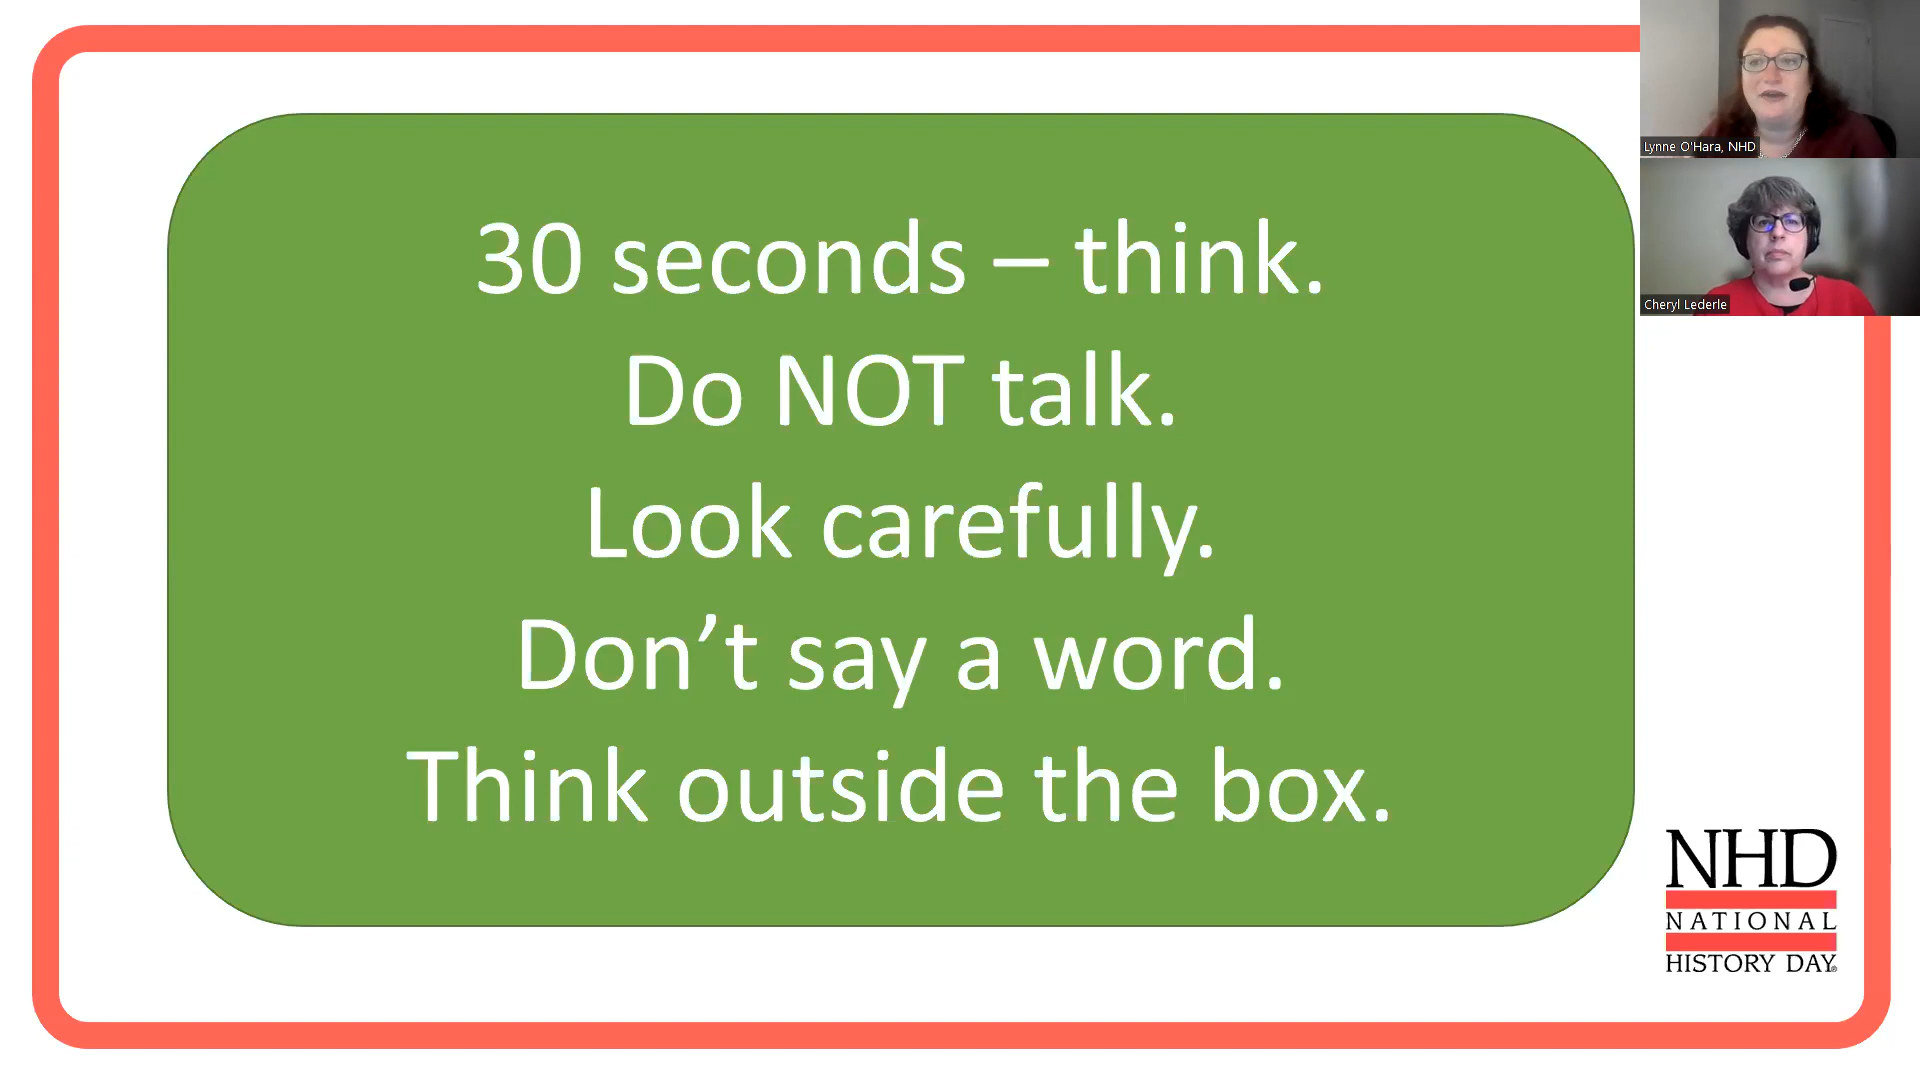 30 seconds – think.
Do NOT talk.
Look carefully.
Don’t say a word.
Think outside the box.
Lynne O'Hara, NHD
Cheryl Lederle
NHD
NATIONAL
HISTORY DAY®